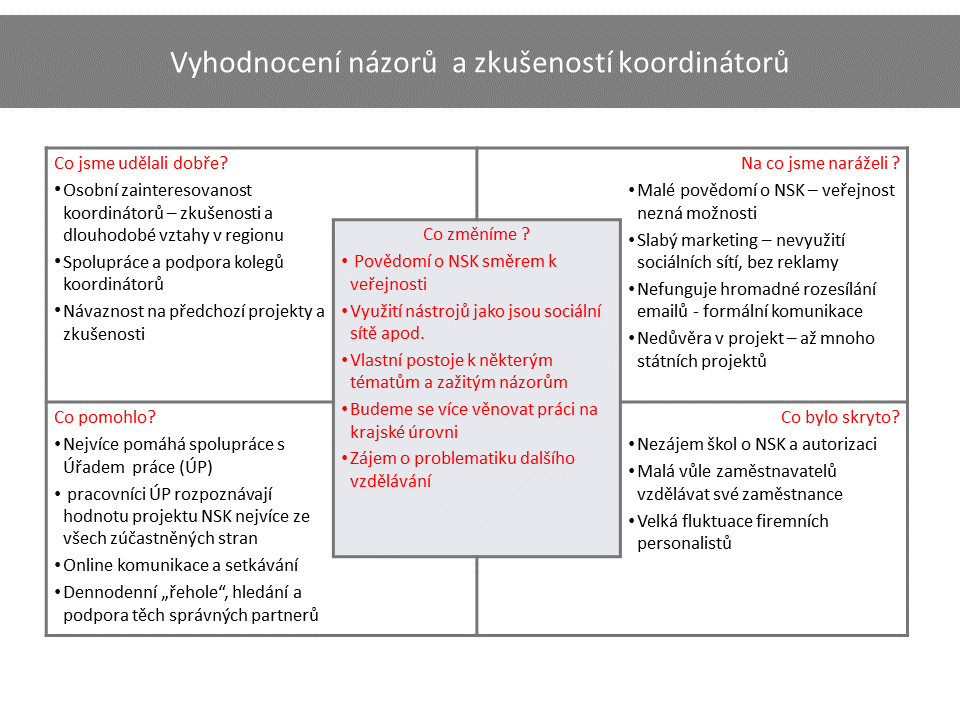 Vyhodnocení názorů  a zkušeností koordinátorů
Co jsme udělali dobře?
•Osobní zainteresovanost
koordinátorů – zkušenosti a
dlouhodobé vztahy v regionu
•Spolupráce a podpora kolegů
koordinátorů
•Návaznost na předchozí projekty a
zkušenosti
Na co jsme naráželi ?
•Malé povědomí o NSK – veřejnost
nezná možnosti
•Slabý marketing – nevyužití
sociálních sítí, bez reklamy
•Nefunguje hromadné rozesílání
emailů - formální komunikace
•Nedůvěra v projekt – až mnoho
státních projektů
Co změníme ?
• Povědomí o NSK směrem k
veřejnosti
•Využití nástrojů jako jsou sociální
sítě apod.
•Vlastní postoje k některým
tématům a zažitým názorům
•Budeme se více věnovat práci na
krajské úrovni
•Zájem o problematiku dalšího
vzdělávání
Co pomohlo?
•Nejvíce pomáhá spolupráce s
Úřadem  práce (ÚP)
• pracovníci ÚP rozpoznávají
hodnotu projektu NSK nejvíce ze
všech zúčastněných stran
•Online komunikace a setkávání
•Dennodenní „řehole“, hledání a
podpora těch správných partnerů
Co bylo skryto?
•Nezájem škol o NSK a autorizaci
•Malá vůle zaměstnavatelů
vzdělávat své zaměstnance
•Velká fluktuace firemních
personalistů